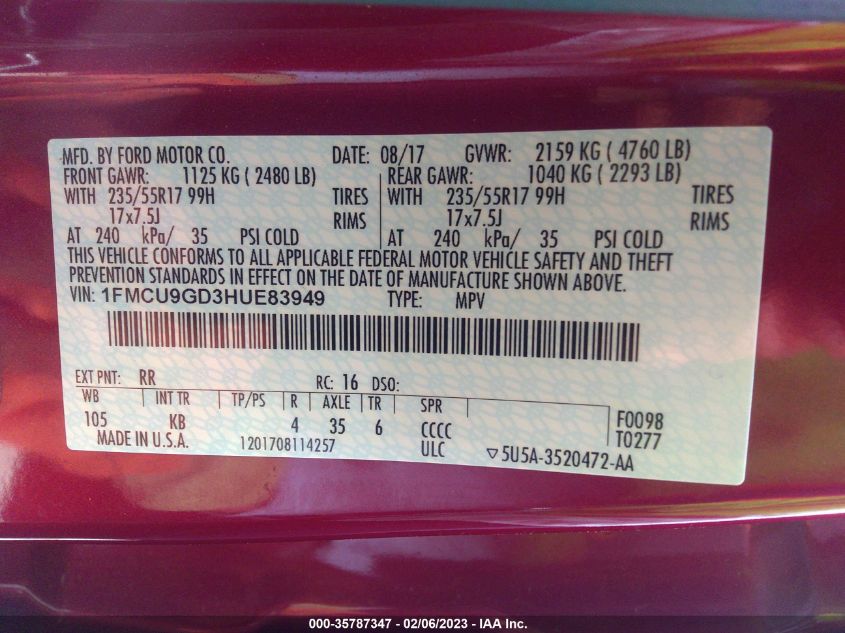 MFD. BY FORD MOTOR CO. DATE: 08/17 GVWR: 2159 KG ( 4760 LB)
FRONT GAWR: 1125 KG ( 2480 LB) REAR GAWR: 1040 KG ( 2293 LB)
WITH 235/55R17 99H TIRES WITH 235/55R17 99H TIRES
17x7.5J RIMS 17x7.5J RIMS
AT 240 kPa/ 35 PSI COLD AT 240 kPa/ 35 PSI COLD
THIS VEHICLE CONFORMS TO ALL APPLICABLE FEDERAL MOTOR VEHICLE SAFETY AND THEFT
PREVENTION STANDARDS IN EFFECT ON THE DATE OF MANUFACTURE SHOWN ABOVE.
VIN: 1FMCU9GD3HUE83949 TYPE: MPV
EXT PNT: RR RC: 16 DSO:
WB INT TR TP/PS R AXLE TR SPR
105 KB 4 35 6 CCCC F0098
MADE IN U.S.A. 1201708114257 ULC T0277
▽5U5A-3520472-AA
000-35787347 - 02/06/2023 - IAA Inc.